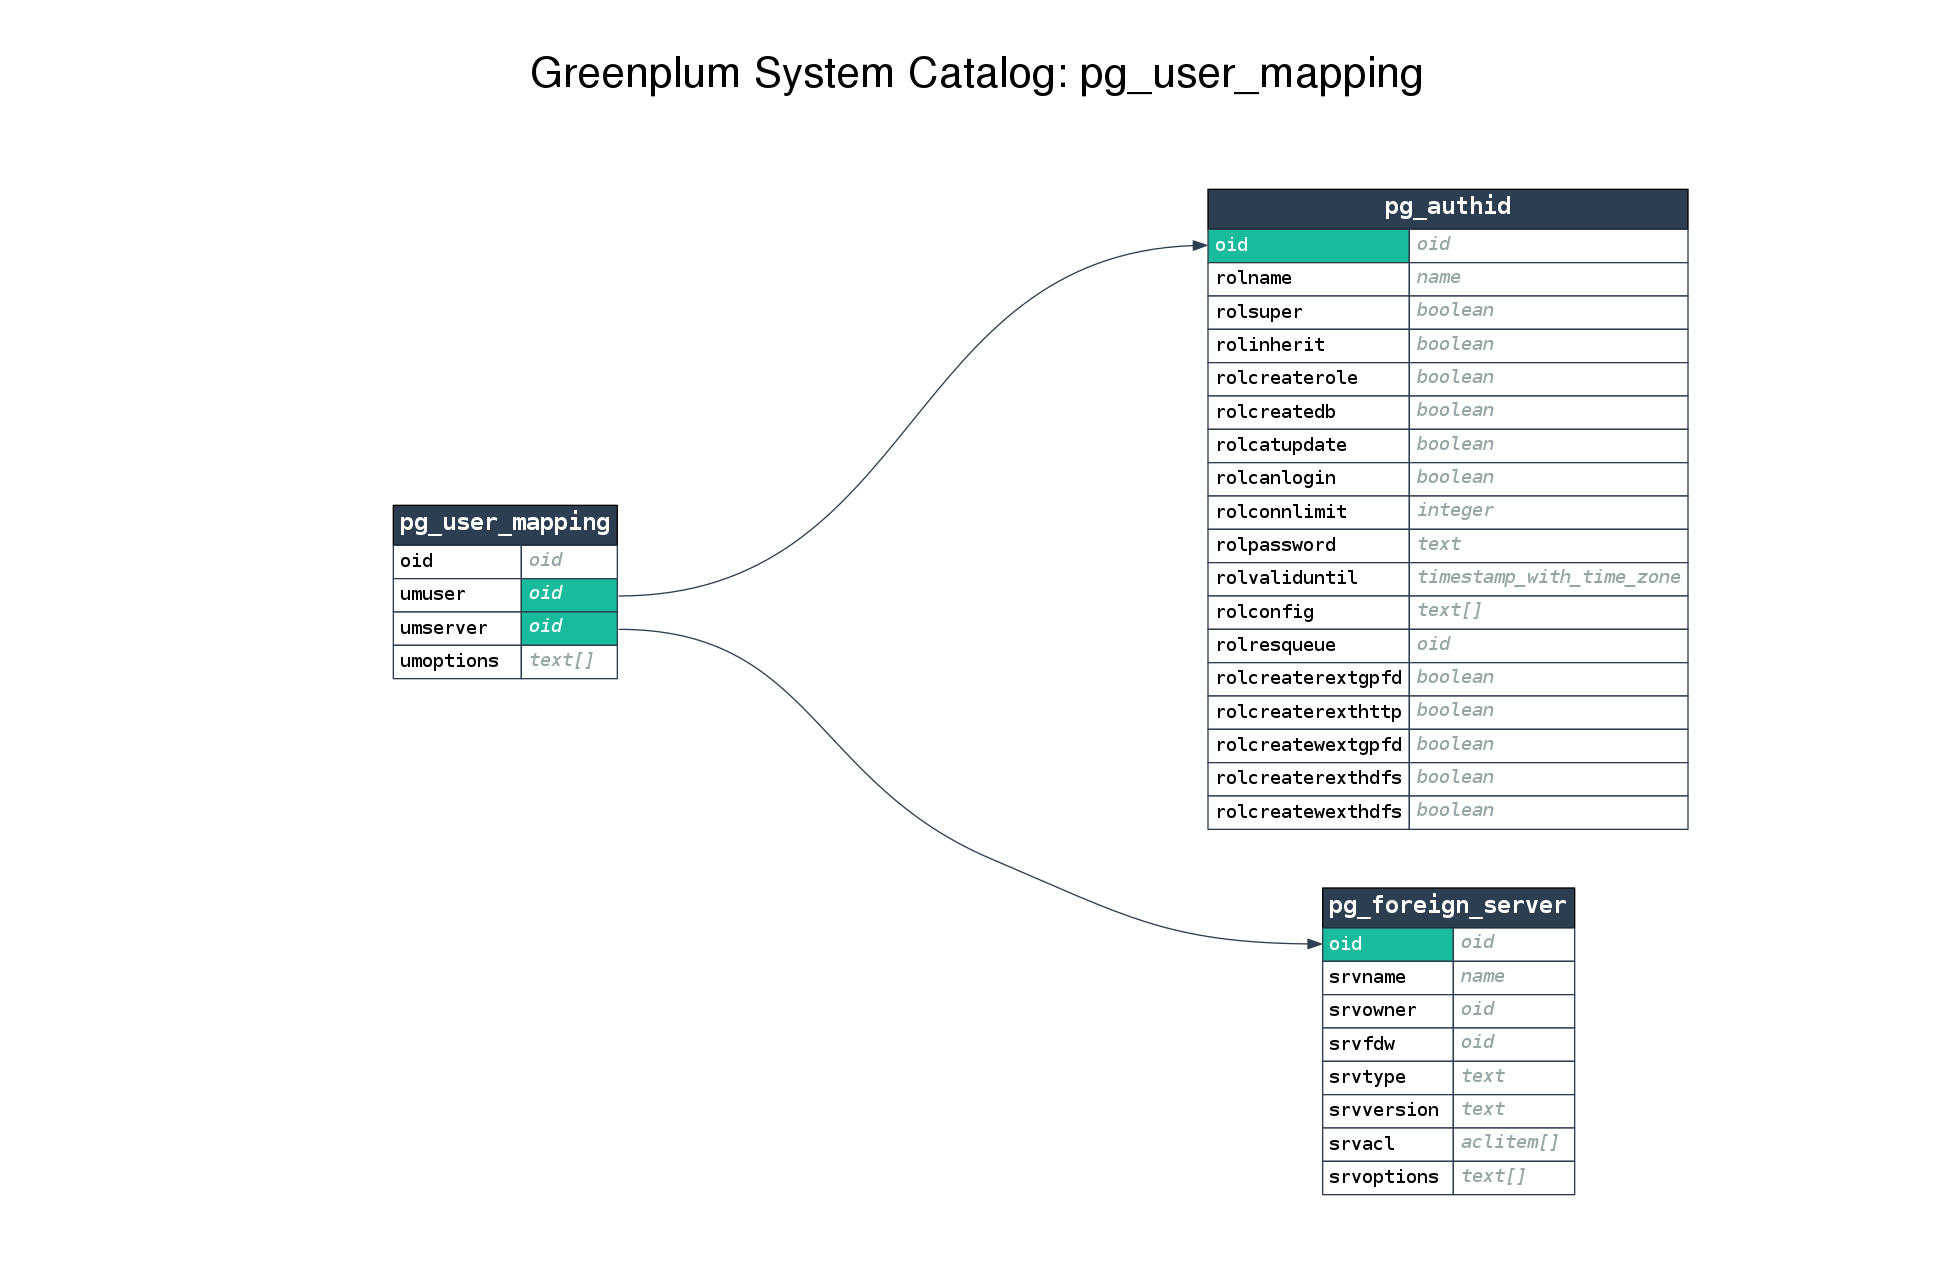 Greenplum System Catalog: pg_user_mapping
pg_user_mapping
oid oid
umuser oid
umserver oid
umoptions text[]
pg_authid
oid oid
rolname name
rolsuper boolean
rolinherit boolean
rolcreaterole boolean
rolcreatedb boolean
rolcatupdate boolean
rolcanlogin boolean
rolconnlimit integer
rolpassword text
rolvaliduntil timestamp_with_time_zone
rolconfig text[]
rolresqueue oid
rolcreaterextgpfd boolean
rolcreaterexthttp boolean
rolcreatewextgpfd boolean
rolcreaterexthdfs boolean
rolcreatewexthdfs boolean
pg_foreign_server
oid oid
srvname name
srvowner oid
srvfdw oid
srvtype text
srvversion text
srvacl aclitem[]
srvoptions text[]